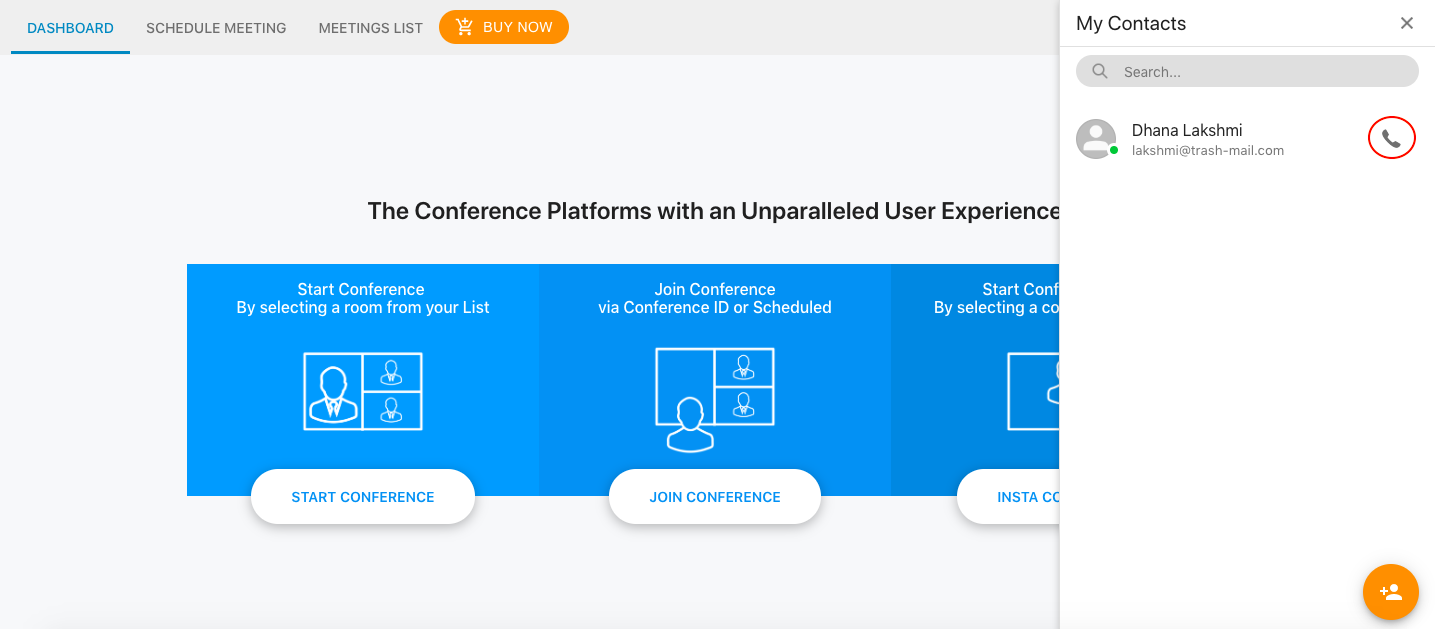 DASHBOARD
SCHEDULE MEETING
MEETINGS LIST
BUY NOW
My Contacts
Search...
Dhana Lakshmi
lakshmi@trash-mail.com
The Conference Platforms with an Unparalleled User Experience
Start Conference
By selecting a room from your List
START CONFERENCE
Join Conference
via Conference ID or Scheduled
JOIN CONFERENCE
Start Conf
By selecting a co
INSTA CO